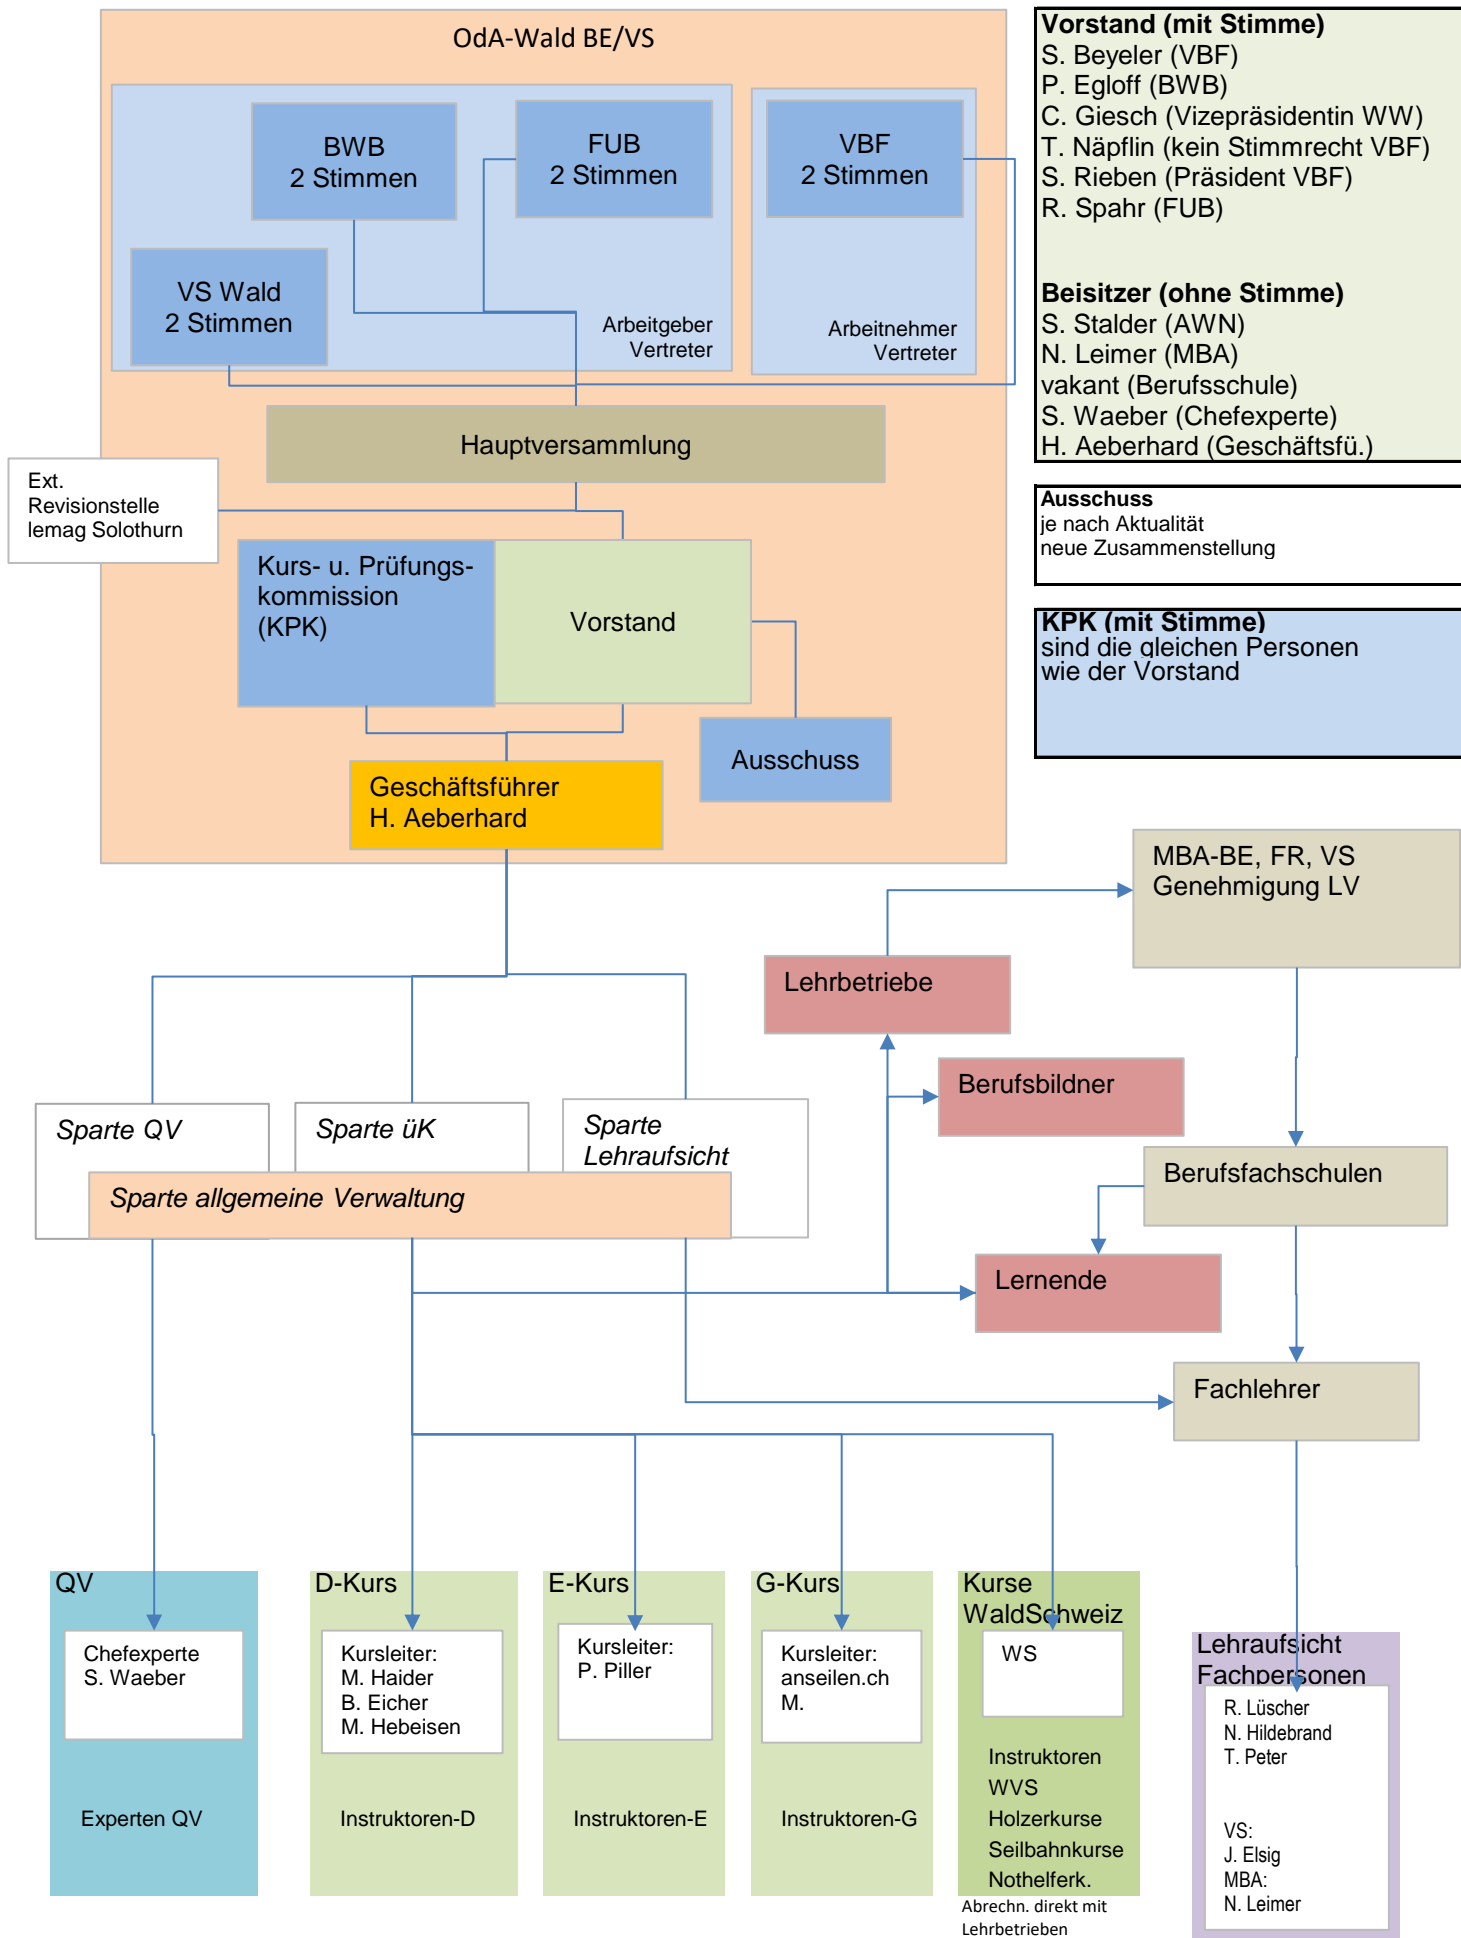 OdA-Wald BE/VS
BWB
2 Stimmen
FUB
2 Stimmen
VBF
2 Stimmen
VS Wald
2 Stimmen
Arbeitgeber
Vertreter
Arbeitnehmer
Vertreter
Hauptversammlung
Ext.
Revisionstelle
lemag Solothurn
Kurs- u. Prüfungs-
kommission
(KPK)
Vorstand
Ausschuss
Geschäftsführer
H. Aeberhard
Vorstand (mit Stimme)
S. Beyeler (VBF)
P. Egloff (BWB)
C. Giesch (Vizepräsidentin WW)
T. Näpflin (kein Stimmrecht VBF)
S. Rieben (Präsident VBF)
R. Spahr (FUB)
Beisitzer (ohne Stimme)
S. Stalder (AWN)
N. Leimer (MBA)
vakant (Berufsschule)
S. Waeber (Chefexperte)
H. Aeberhard (Geschäftsfü.)
Ausschuss
je nach Aktualität
neue Zusammenstellung
KPK (mit Stimme)
sind die gleichen Personen
wie der Vorstand
MBA-BE, FR, VS
Genehmigung LV
Lehrbetriebe
Berufsbildner
Berufsfachschulen
Lernende
Fachlehrer
Sparte QV
Sparte üK
Sparte
Lehraufsicht
Sparte allgemeine Verwaltung
QV
Chefexperte
S. Waeber
Experten QV
D-Kurs
Kursleiter:
M. Haider
B. Eicher
M. Hebeisen
Instruktoren-D
E-Kurs
Kursleiter:
P. Piller
Instruktoren-E
G-Kurs
Kursleiter:
anseilen.ch
M.
Instruktoren-G
Kurse
WaldSchweiz
WS
Instruktoren
WVS
Holzerkurse
Seilbahnkurse
Nothelferk.
Abrechn. direkt mit
Lehrbetrieben
Lehraufsicht
Fachpersonen
R. Lüscher
N. Hildebrand
T. Peter
VS:
J. Elsig
MBA:
N. Leimer